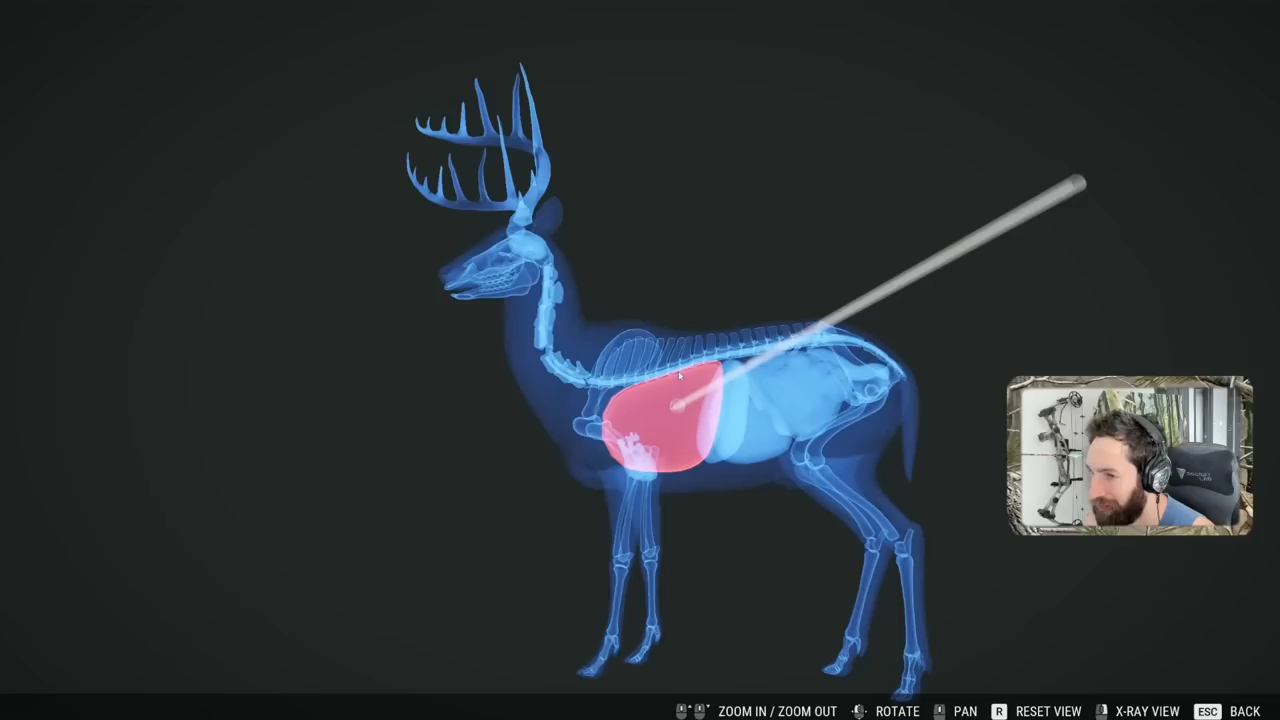 ZOOM IN / ZOOM OUT ROTATE PAN R RESET VIEW X-RAY VIEW ESC BACK